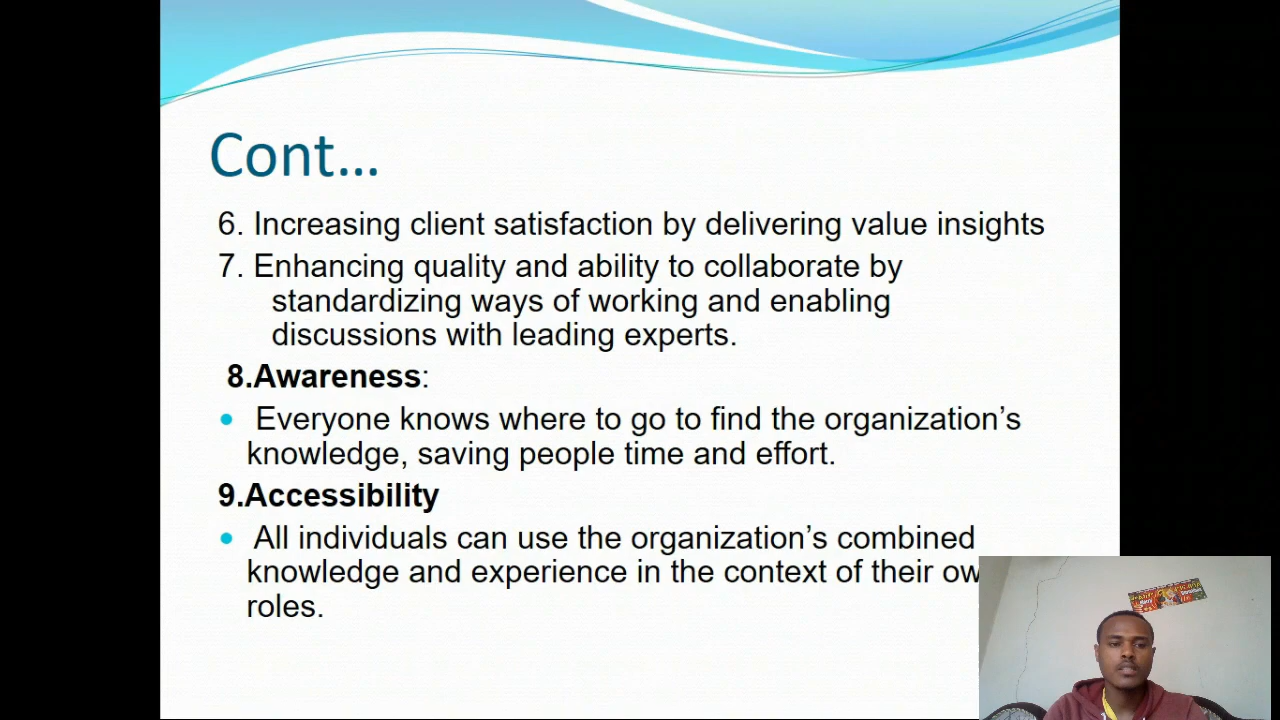 Cont...
6. Increasing client satisfaction by delivering value insights
7. Enhancing quality and ability to collaborate by
standardizing ways of working and enabling
discussions with leading experts.
8.Awareness:
• Everyone knows where to go to find the organization's
knowledge, saving people time and effort.
9.Accessibility
• All individuals can use the organization's combined
knowledge and experience in the context of their ow
roles.